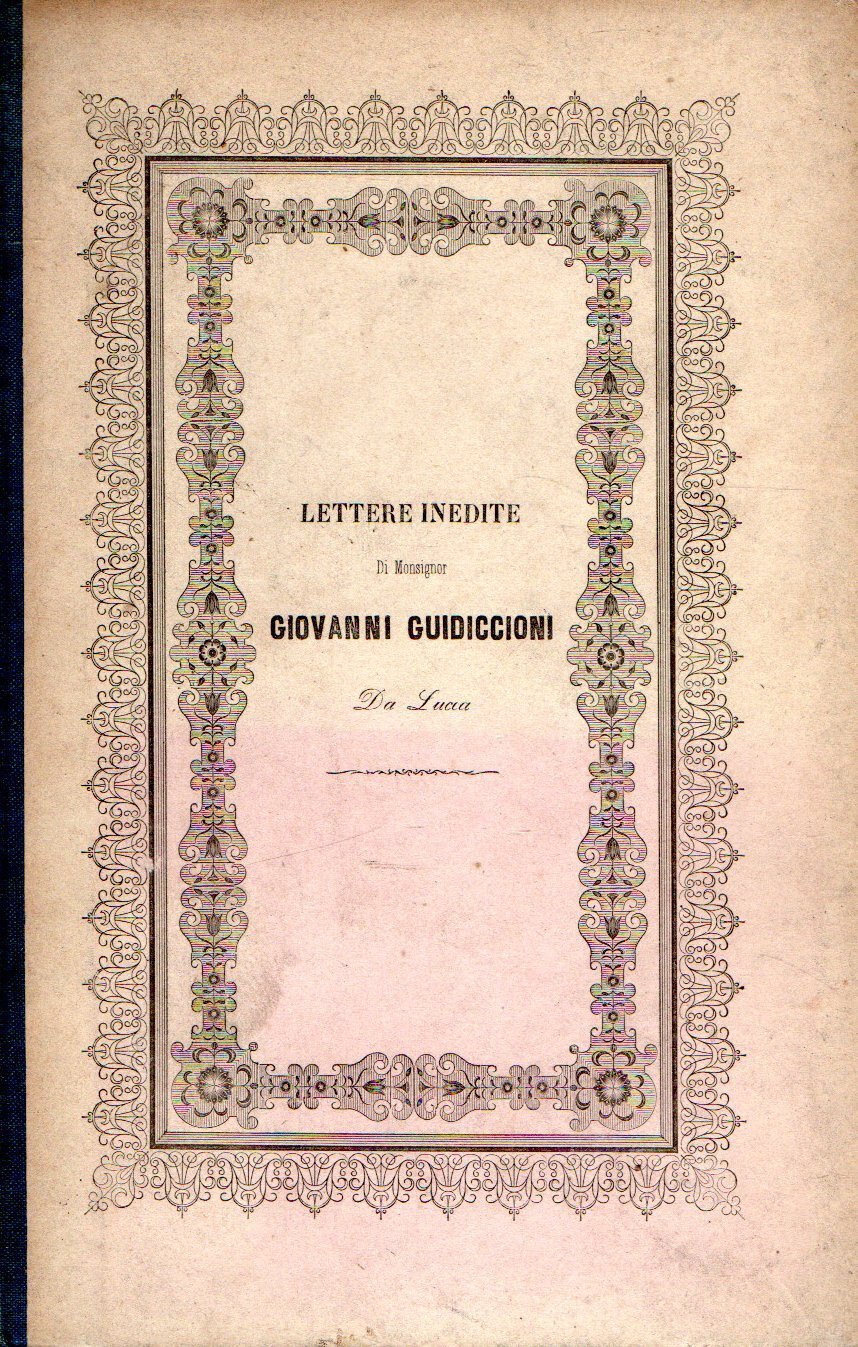 LETTERE INEDITE
Di Monsignor
GIOVANNI GUIDICCIONI
Da Lucca